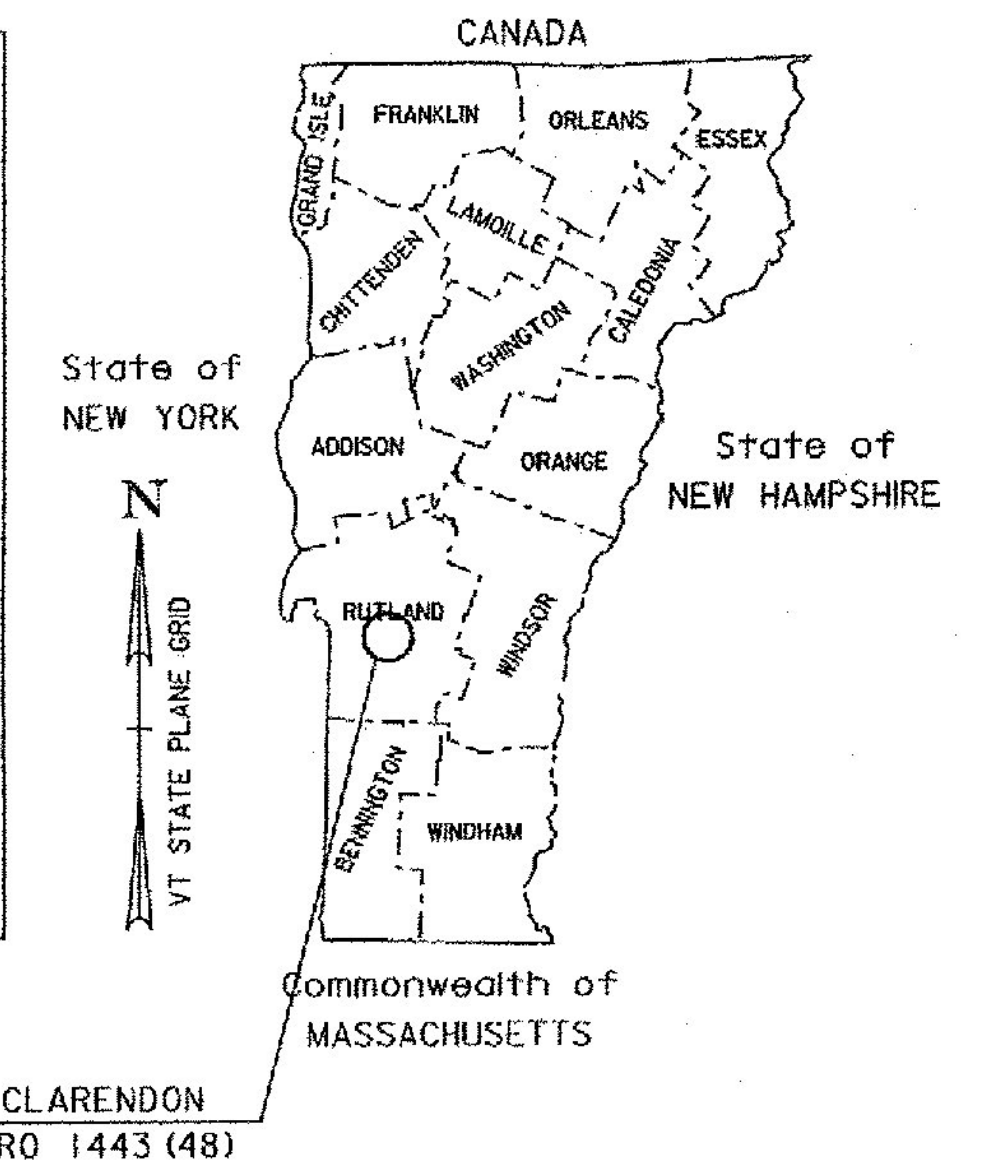 CANADA
GRAND ISLE
FRANKLIN
ORLEANS
ESSEX
LAMOILLE
CHITTENDEN
CALEDONIA
WASHINGTON
State of
NEW YORK
ADDISON
ORANGE
State of
NEW HAMPSHIRE
N
VT STATE PLANE GRID
RUTLAND
WINDSOR
BENNINGTON
WINDHAM
Commonwealth of
MASSACHUSETTS
CLARENDON
RO 1443 (48)